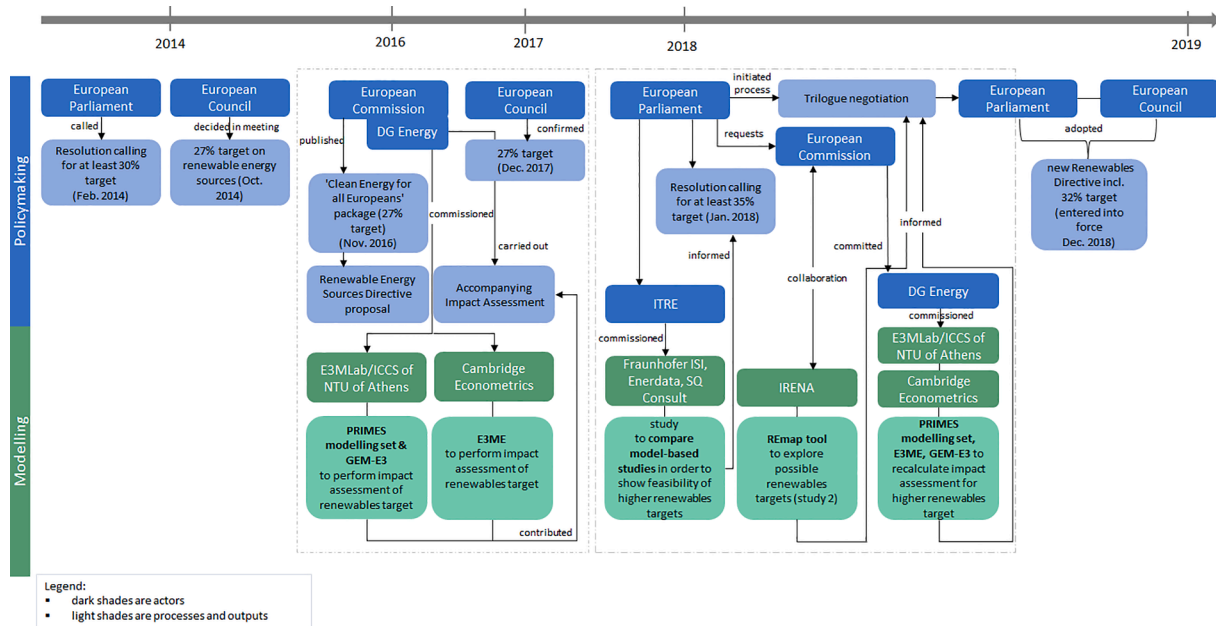 2014
2016
2017
2018
2019
Policymaking
European
Parliament
called
Resolution calling
for at least 30%
target
(Feb. 2014)
European
Council
decided in meeting
27% target on
renewable energy
sources (Oct.
2014)
European
Commission
DG Energy
published
'Clean Energy for
all Europeans'
package (27%
target)
(Nov. 2016)
Renewable Energy
Sources Directive
proposal
commissioned
European
Council
confirmed
27% target
(Dec. 2017)
carried out
Accompanying
Impact Assessment
European
Parliament
initiated
process
Trilogue negotiation
requests
European
Commission
Resolution calling
for at least 35%
target (Jan. 2018)
informed
collaboration
committed
informed
ITRE
commissioned
DG Energy
commissioned
European
Parliament
European
Council
adopted
new Renewables
Directive incl.
32% target
(entered into
force
Dec. 2018)
Modelling
E3MLab/ICCS of
NTU of Athens
PRIMES
modelling set &
GEM-E3
to perform impact
assessment of
renewables target
Cambridge
Econometrics
E3ME
to perform impact
assessment of
renewables target
contributed
Fraunhofer ISI,
Enerdata, SQ
Consult
study
to compare
model-based
studies in order to
show feasibility of
higher renewables
targets
IRENA
REmap tool
to explore
possible
renewables
targets (study 2)
E3MLab/ICCS of
NTU of Athens
Cambridge
Econometrics
PRIMES
modelling set,
E3ME, GEM-E3 to
recalculate impact
assessment for
higher renewables
target
Legend:
▪ dark shades are actors
▪ light shades are processes and outputs